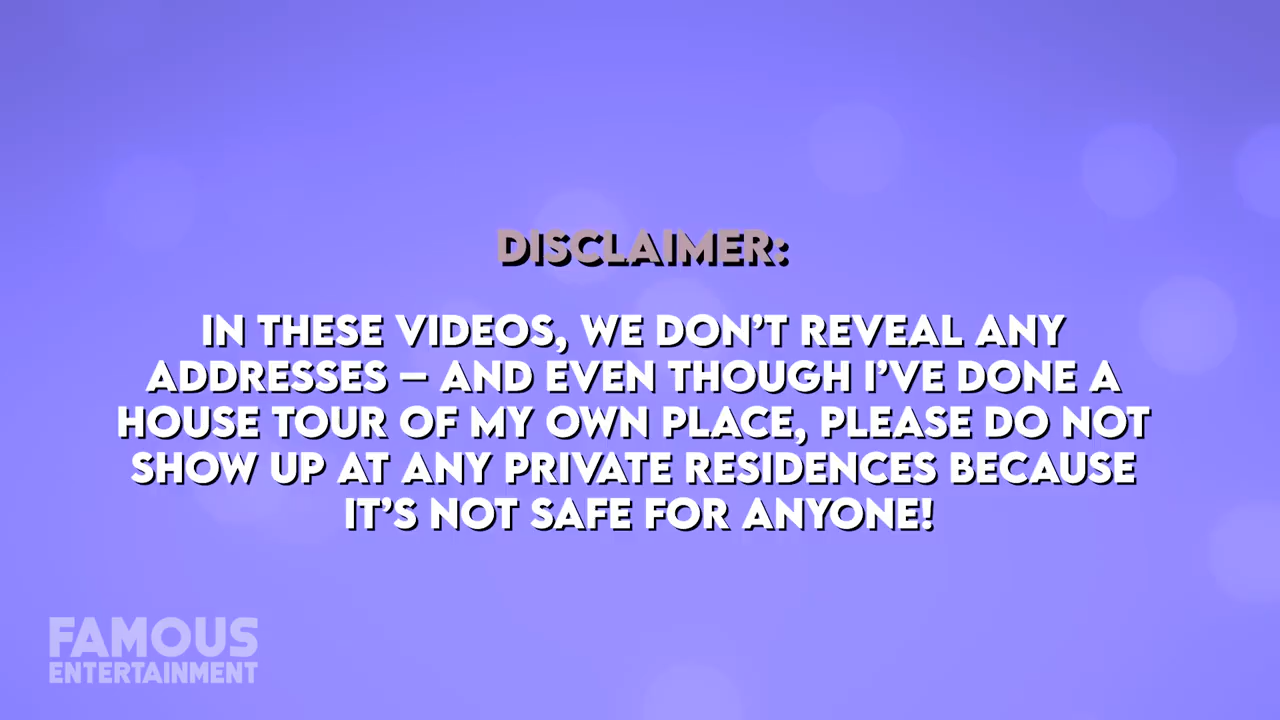 DISCLAIMER:
IN THESE VIDEOS, WE DON'T REVEAL ANY
ADDRESSES – AND EVEN THOUGH I'VE DONE A
HOUSE TOUR OF MY OWN PLACE, PLEASE DO NOT
SHOW UP AT ANY PRIVATE RESIDENCES BECAUSE
IT'S NOT SAFE FOR ANYONE!
FAMOUS
ENTERTAINMENT